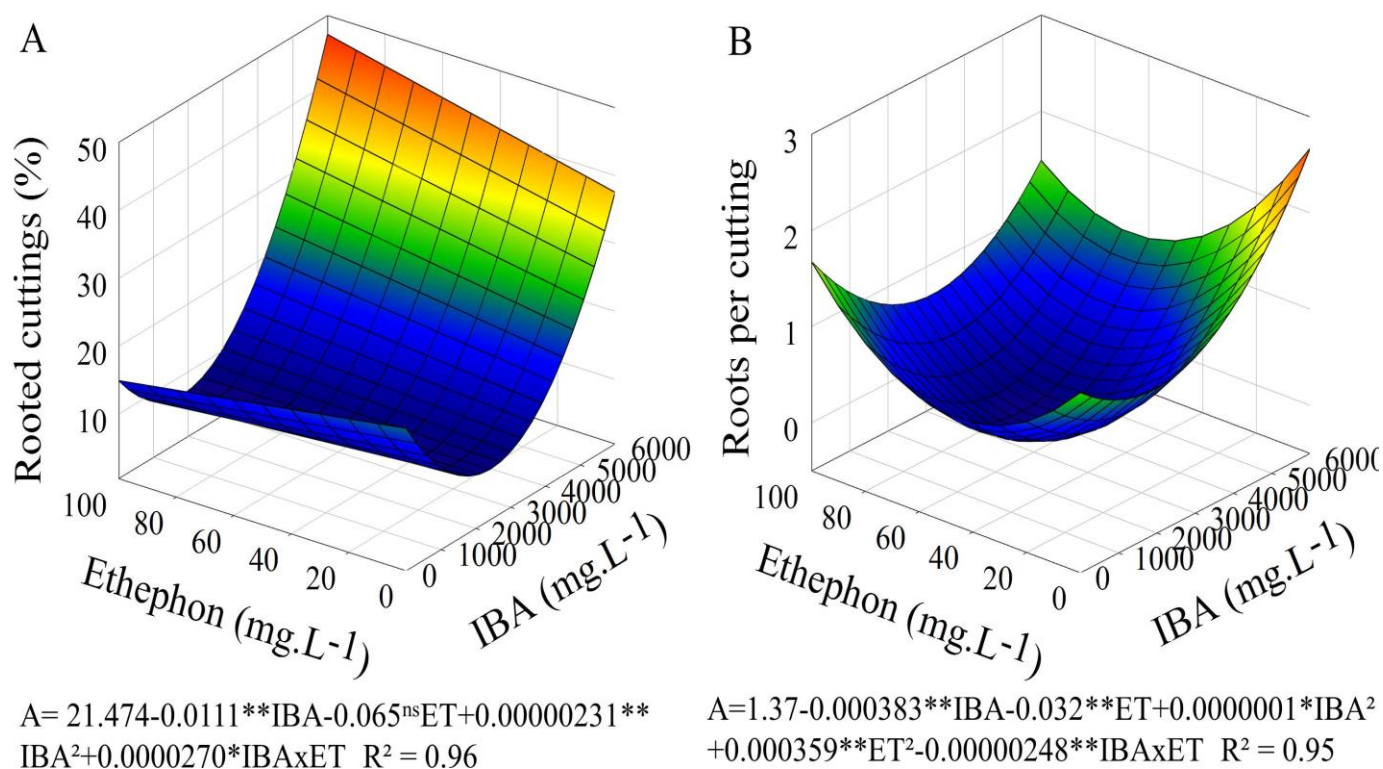 A
Rooted cuttings (%)
50
40
30
20
10
100
80
60
40
20
0
Ethephon (mg.L-1)
0
1000
2000
3000
4000
5000
6000
IBA (mg.L-1)
A= 21.474-0.0111**IBA-0.065ⁿˢET+0.00000231**
IBA²+0.0000270*IBAxET R² = 0.96
B
Roots per cutting
3
2
1
0
100
80
60
40
20
0
Ethephon (mg.L-1)
0
1000
2000
3000
4000
5000
6000
IBA (mg.L-1)
A=1.37-0.000383**IBA-0.032**ET+0.0000001*IBA²
+0.000359**ET²-0.00000248**IBAxET R² = 0.95